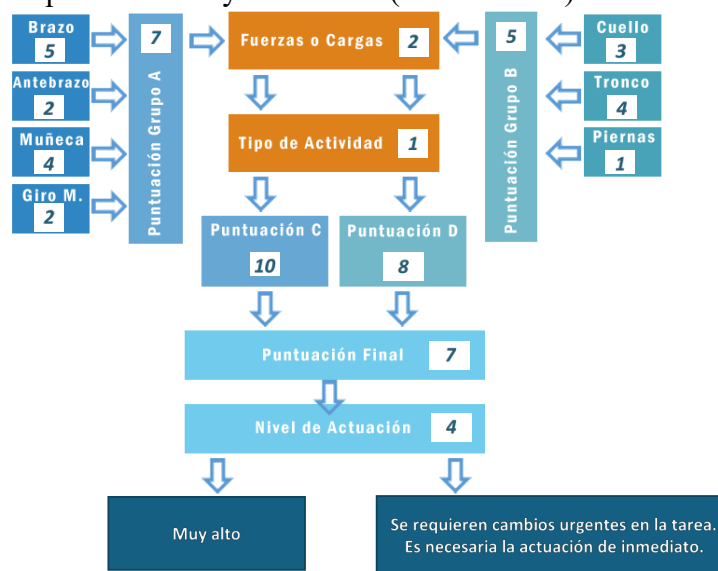 Brazo
5
Antebrazo
2
Muñeca
4
Giro M.
2
7
Puntuación Grupo A
Fuerzas o Cargas 2
Tipo de Actividad 1
5
Puntuación Grupo B
Cuello
3
Tronco
4
Piernas
1
Puntuación C
10
Puntuación D
8
Puntuación Final 7
Nivel de Actuación 4
Muy alto
Se requieren cambios urgentes en la tarea.
Es necesaria la actuación de inmediato.